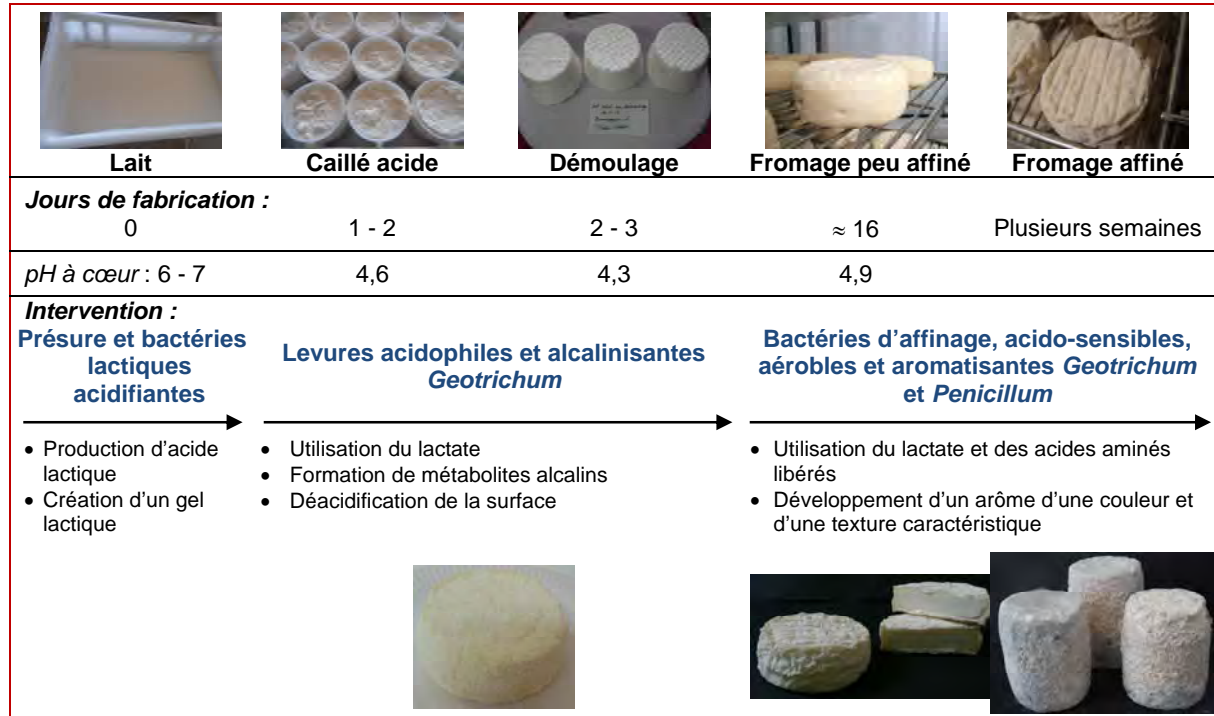 Lait Caillé acide Démoulage Fromage peu affiné Fromage affiné
Jours de fabrication :
0 1 - 2 2 - 3 ≈ 16 Plusieurs semaines
pH à cœur : 6 - 7 4,6 4,3 4,9
Intervention :
Présure et bactéries
lactiques
acidifiantes
Levures acidophiles et alcalinisantes
Geotrichum
Bactéries d’affinage, acido-sensibles,
aérobles et aromatisantes Geotrichum
et Penicillum
• Production d’acide
lactique
• Création d’un gel
lactique
• Utilisation du lactate
• Formation de métabolites alcalins
• Déacidification de la surface
• Utilisation du lactate et des acides aminés
libérés
• Développement d’un arôme d’une couleur et
d’une texture caractéristique